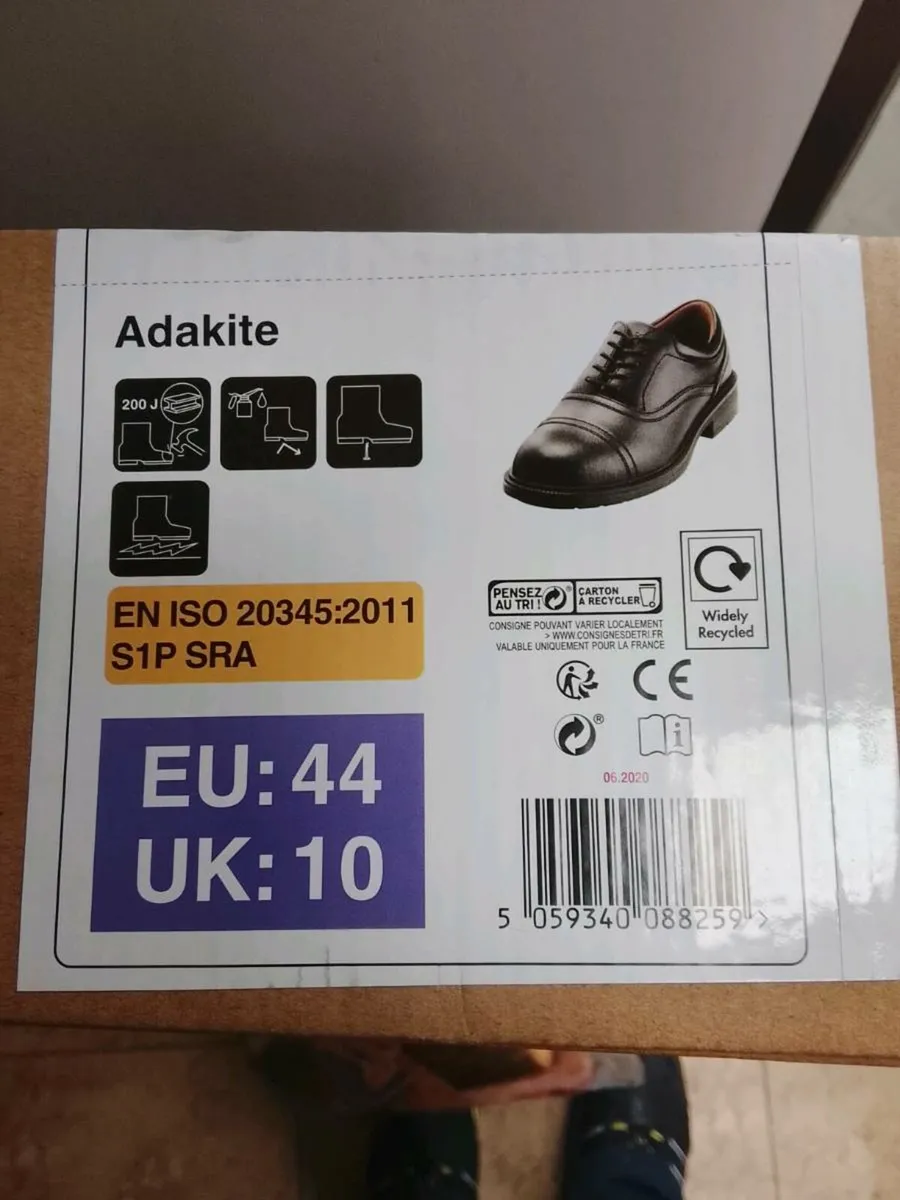 Adakite
200 J
EN ISO 20345:2011
S1P SRA
EU: 44
UK: 10
PENSEZ
AU TRI !
CARTON
À RECYCLER
CONSIGNE POUVANT VARIER LOCALEMENT
> WWW.CONSIGNESDETRI.FR
VALABLE UNIQUEMENT POUR LA FRANCE
Widely
Recycled
CE
®
i
06.2020
5 059340 088259 >